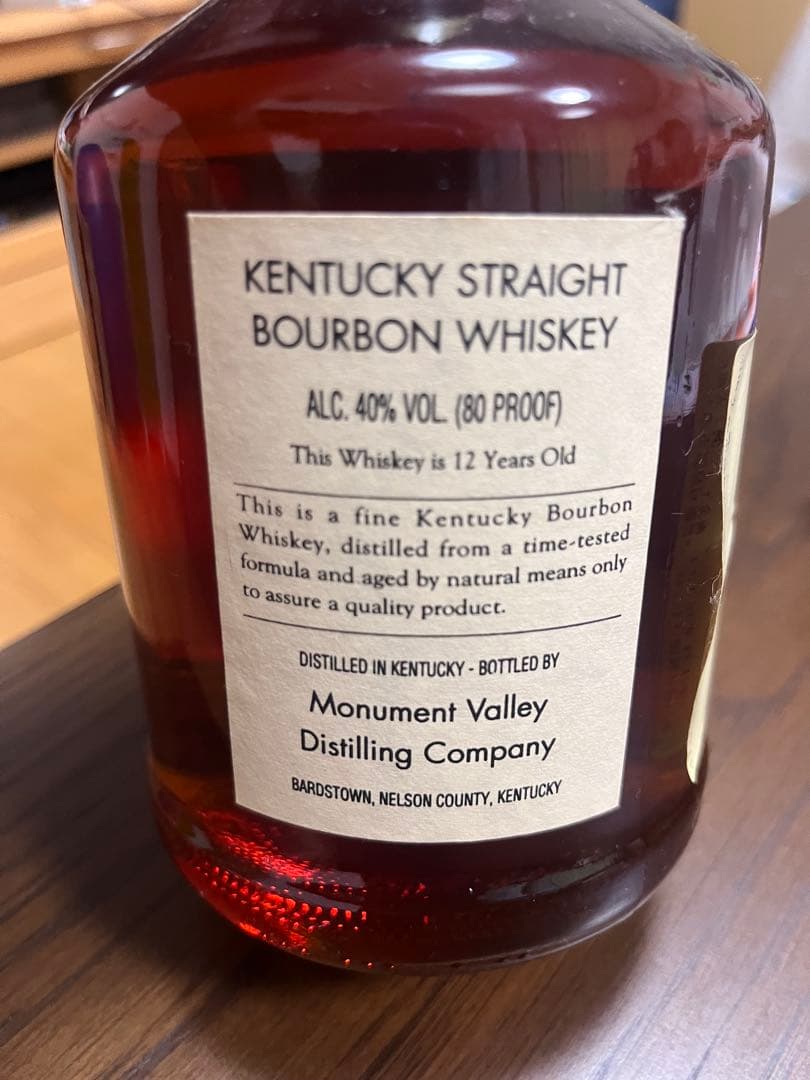 KENTUCKY STRAIGHT
BOURBON WHISKEY
ALC. 40% VOL. (80 PROOF)
This Whiskey is 12 Years Old
This is a fine Kentucky Bourbon
Whiskey, distilled from a time-tested
formula and aged by natural means only
to assure a quality product.
DISTILLED IN KENTUCKY - BOTTLED BY
Monument Valley
Distilling Company
BARDSTOWN, NELSON COUNTY, KENTUCKY